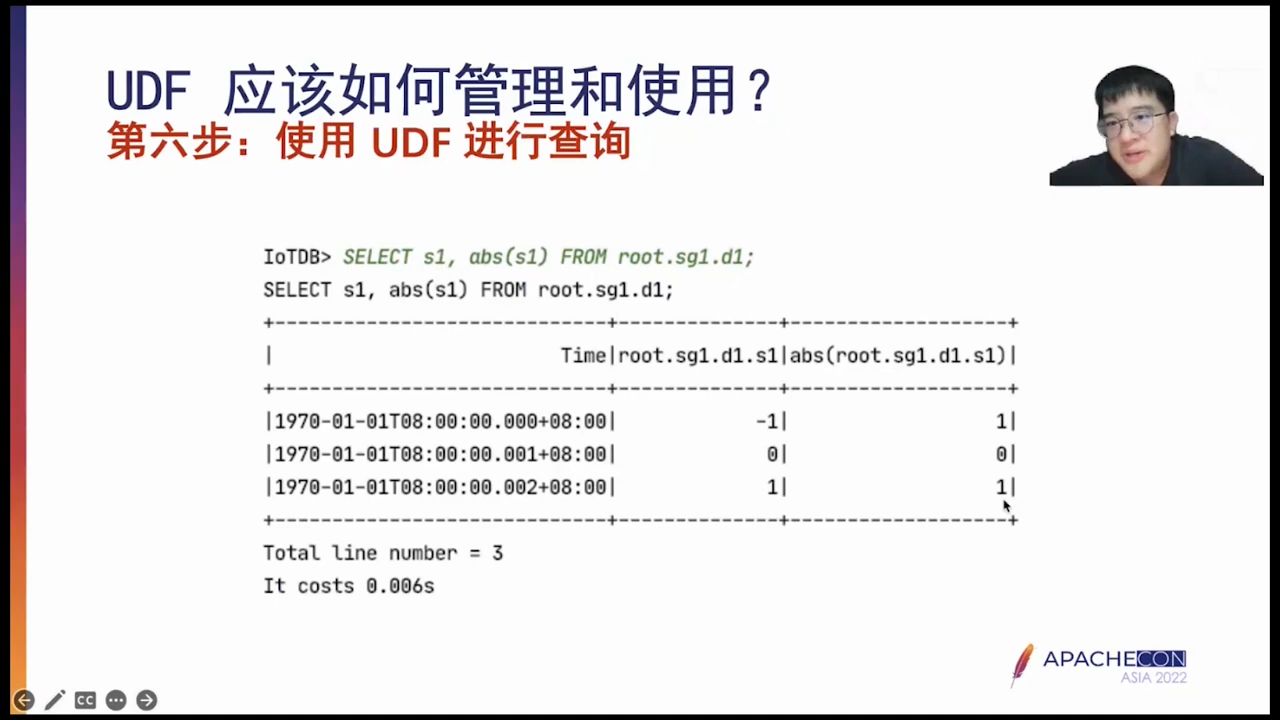 UDF 应该如何管理和使用？
第六步：使用 UDF 进行查询
IoTDB> SELECT s1, abs(s1) FROM root.sg1.d1;
SELECT s1, abs(s1) FROM root.sg1.d1;
+------------------------------+---------------+--------------------+
|                          Time|root.sg1.d1.s1|abs(root.sg1.d1.s1)|
+------------------------------+---------------+--------------------+
|1970-01-01T08:00:00.000+08:00|             -1|                  1|
|1970-01-01T08:00:00.001+08:00|              0|                  0|
|1970-01-01T08:00:00.002+08:00|              1|                  1|
+------------------------------+---------------+--------------------+
Total line number = 3
It costs 0.006s
APACHECON
ASIA 2022
CC